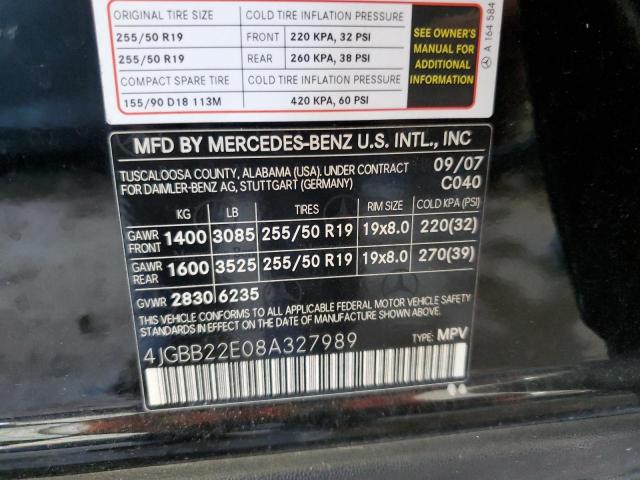 ORIGINAL TIRE SIZE COLD TIRE INFLATION PRESSURE
255/50 R19 FRONT 220 KPA, 32 PSI
255/50 R19 REAR 260 KPA, 38 PSI
COMPACT SPARE TIRE COLD TIRE INFLATION PRESSURE
155/90 D18 113M 420 KPA, 60 PSI
SEE OWNER'S
MANUAL FOR
ADDITIONAL
INFORMATION
A 164 584
MFD BY MERCEDES-BENZ U.S. INTL., INC
TUSCALOOSA COUNTY, ALABAMA (USA). UNDER CONTRACT 09/07
FOR DAIMLER-BENZ AG, STUTTGART (GERMANY) C040
KG LB TIRES RIM SIZE COLD KPA (PSI)
GAWR FRONT 1400 3085 255/50 R19 19x8.0 220(32)
GAWR REAR 1600 3525 255/50 R19 19x8.0 270(39)
GVWR 2830 6235
THIS VEHICLE CONFORMS TO ALL APPLICABLE FEDERAL MOTOR VEHICLE SAFETY
STANDARDS IN EFFECT ON THE DATE OF MANUFACTURE SHOWN ABOVE.
4JGBB22E08A327989 TYPE: MPV